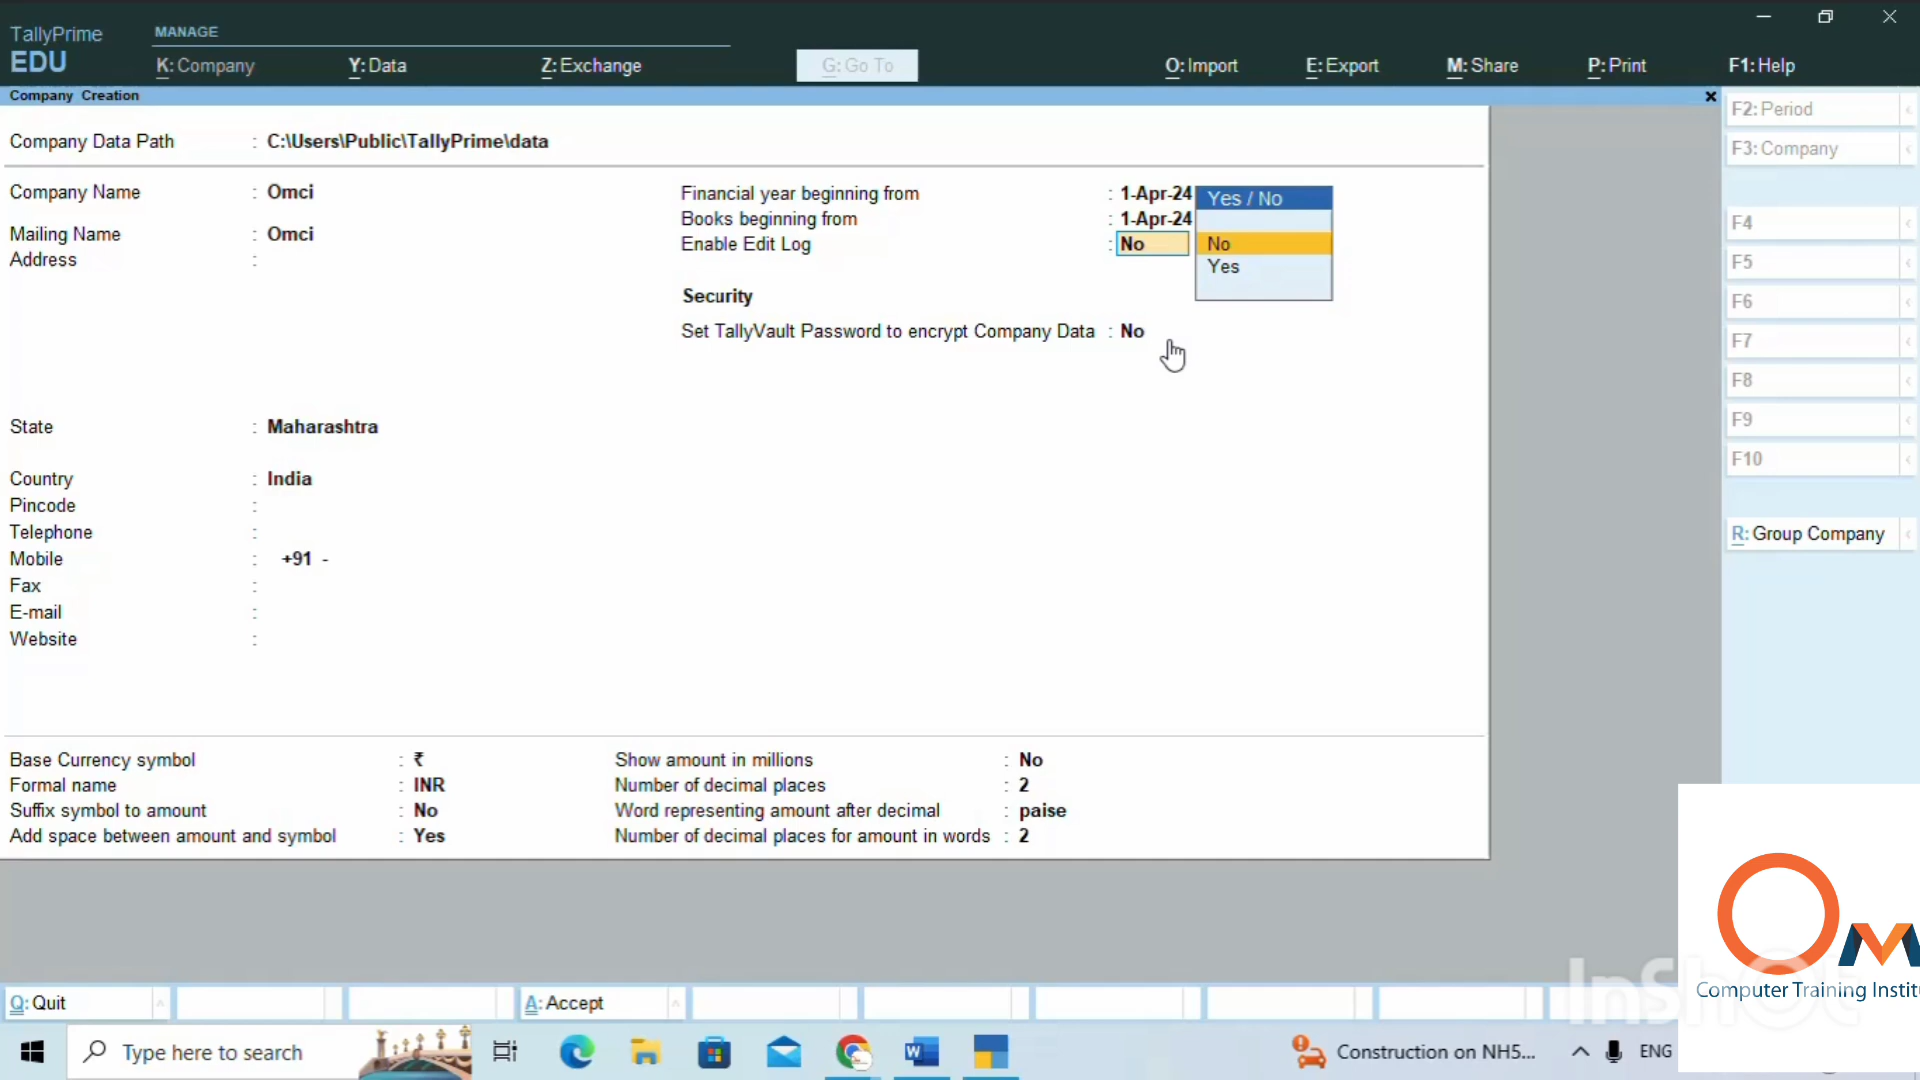 TallyPrime
EDU
MANAGE
K: Company
Y: Data
Z: Exchange
G: Go To
O: Import
E: Export
M: Share
P: Print
F1: Help
Company Creation
Company Data Path : C:\Users\Public\TallyPrime\data
Company Name : Omci
Mailing Name : Omci
Address :
State : Maharashtra
Country : India
Pincode :
Telephone :
Mobile : +91 -
Fax :
E-mail :
Website :
Financial year beginning from : 1-Apr-24
Books beginning from : 1-Apr-24
Enable Edit Log : No
Yes / No
No
Yes
Security
Set TallyVault Password to encrypt Company Data : No
Base Currency symbol : ₹
Formal name : INR
Suffix symbol to amount : No
Add space between amount and symbol : Yes
Show amount in millions : No
Number of decimal places : 2
Word representing amount after decimal : paise
Number of decimal places for amount in words : 2
F2: Period
F3: Company
F4
F5
F6
F7
F8
F9
F10
R: Group Company
Q: Quit
A: Accept
OM
Computer Training Institu
InShot
Type here to search
Construction on NH5...
ENG